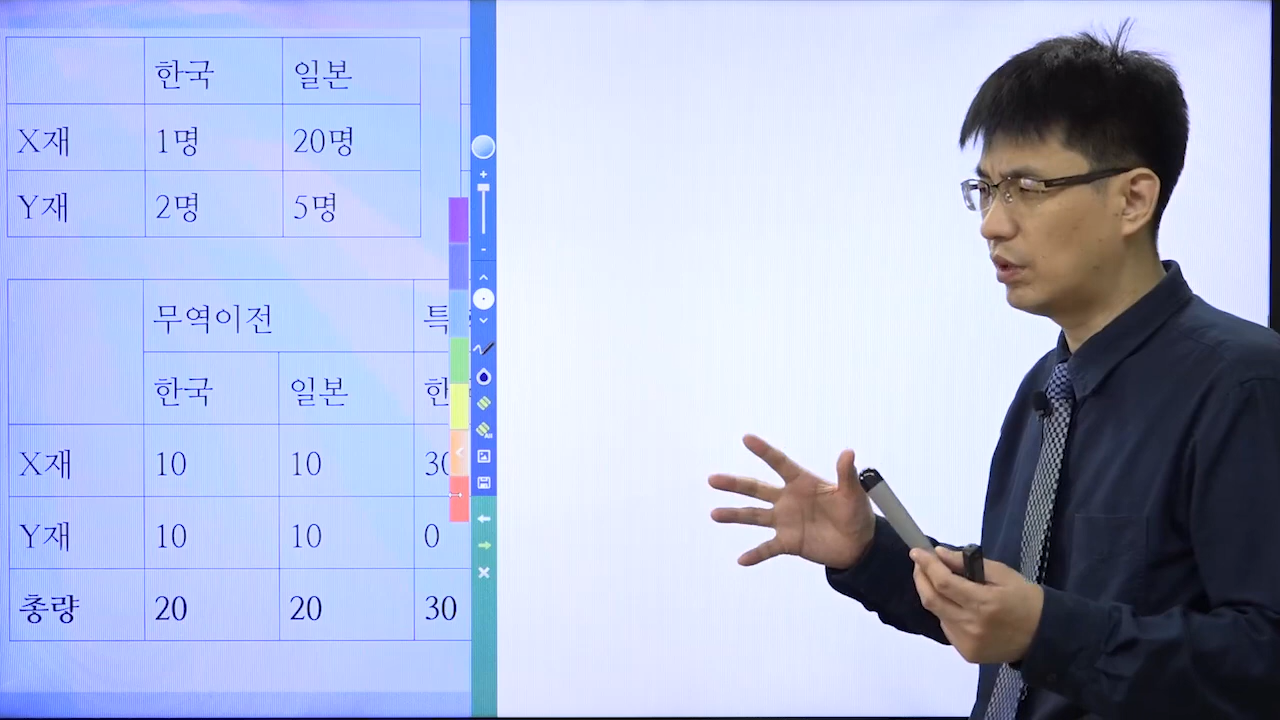 한국 일본
X재 1명 20명
Y재 2명 5명
무역이전
한국 일본
X재 10 10 30
Y재 10 10 0
총량 20 20 30